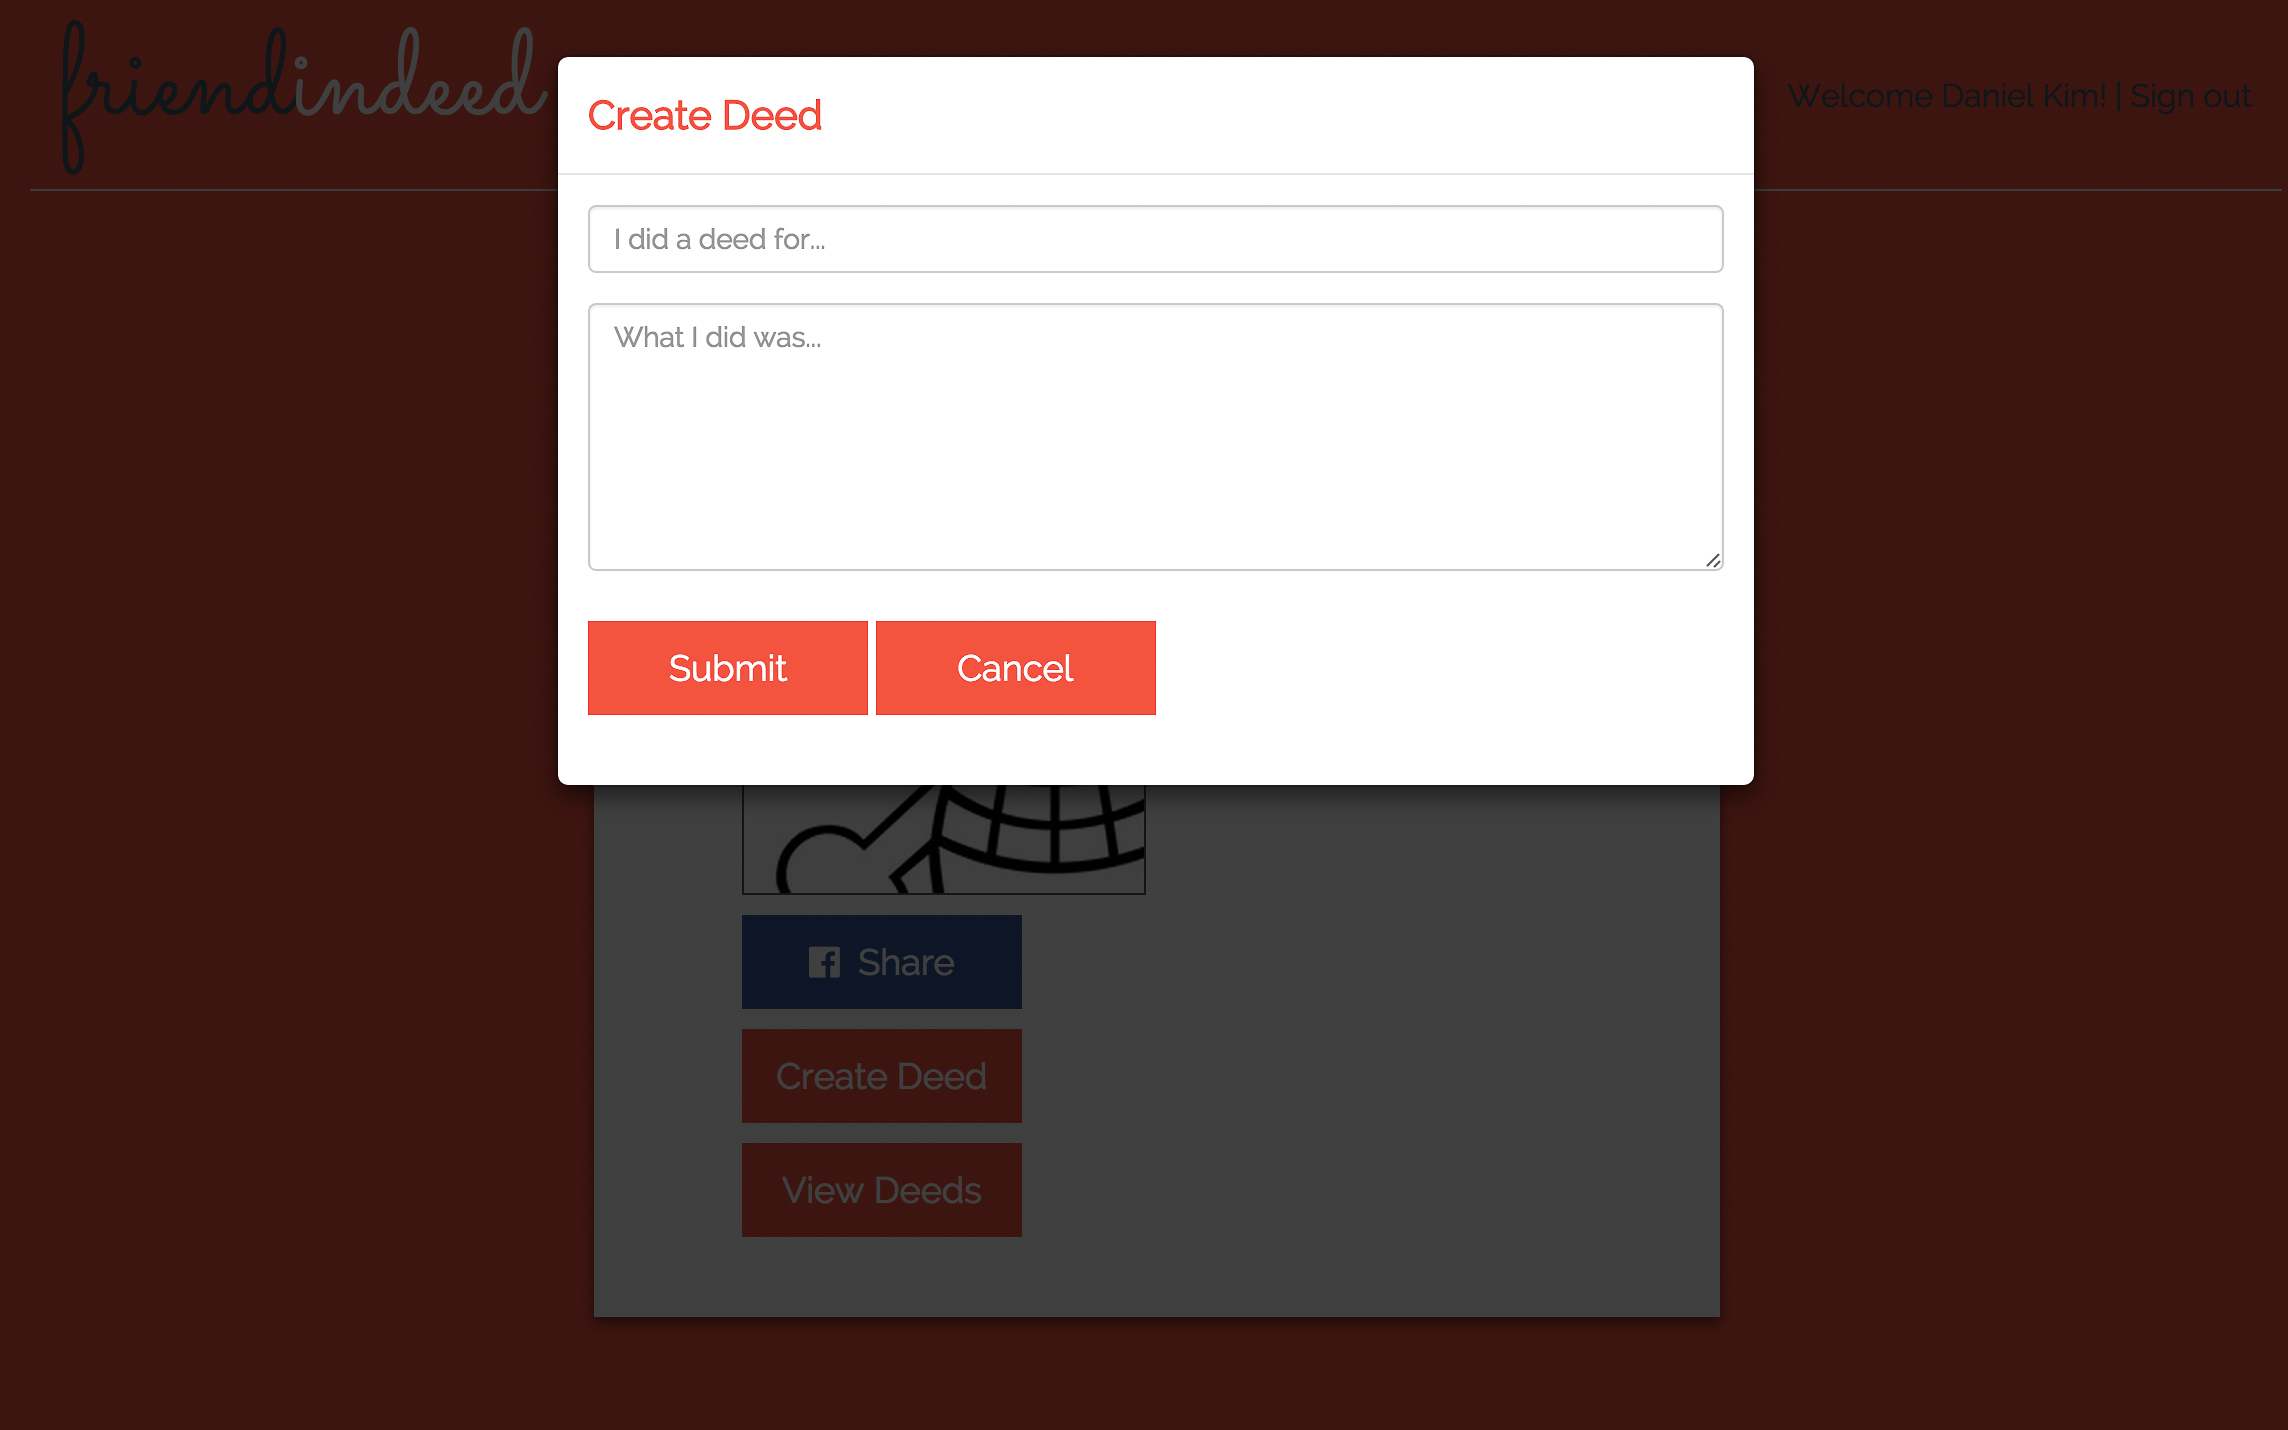 friendindeed
Welcome Daniel Kim! | Sign out
Create Deed
I did a deed for...
What I did was...
Submit
Cancel
Share
Create Deed
View Deeds